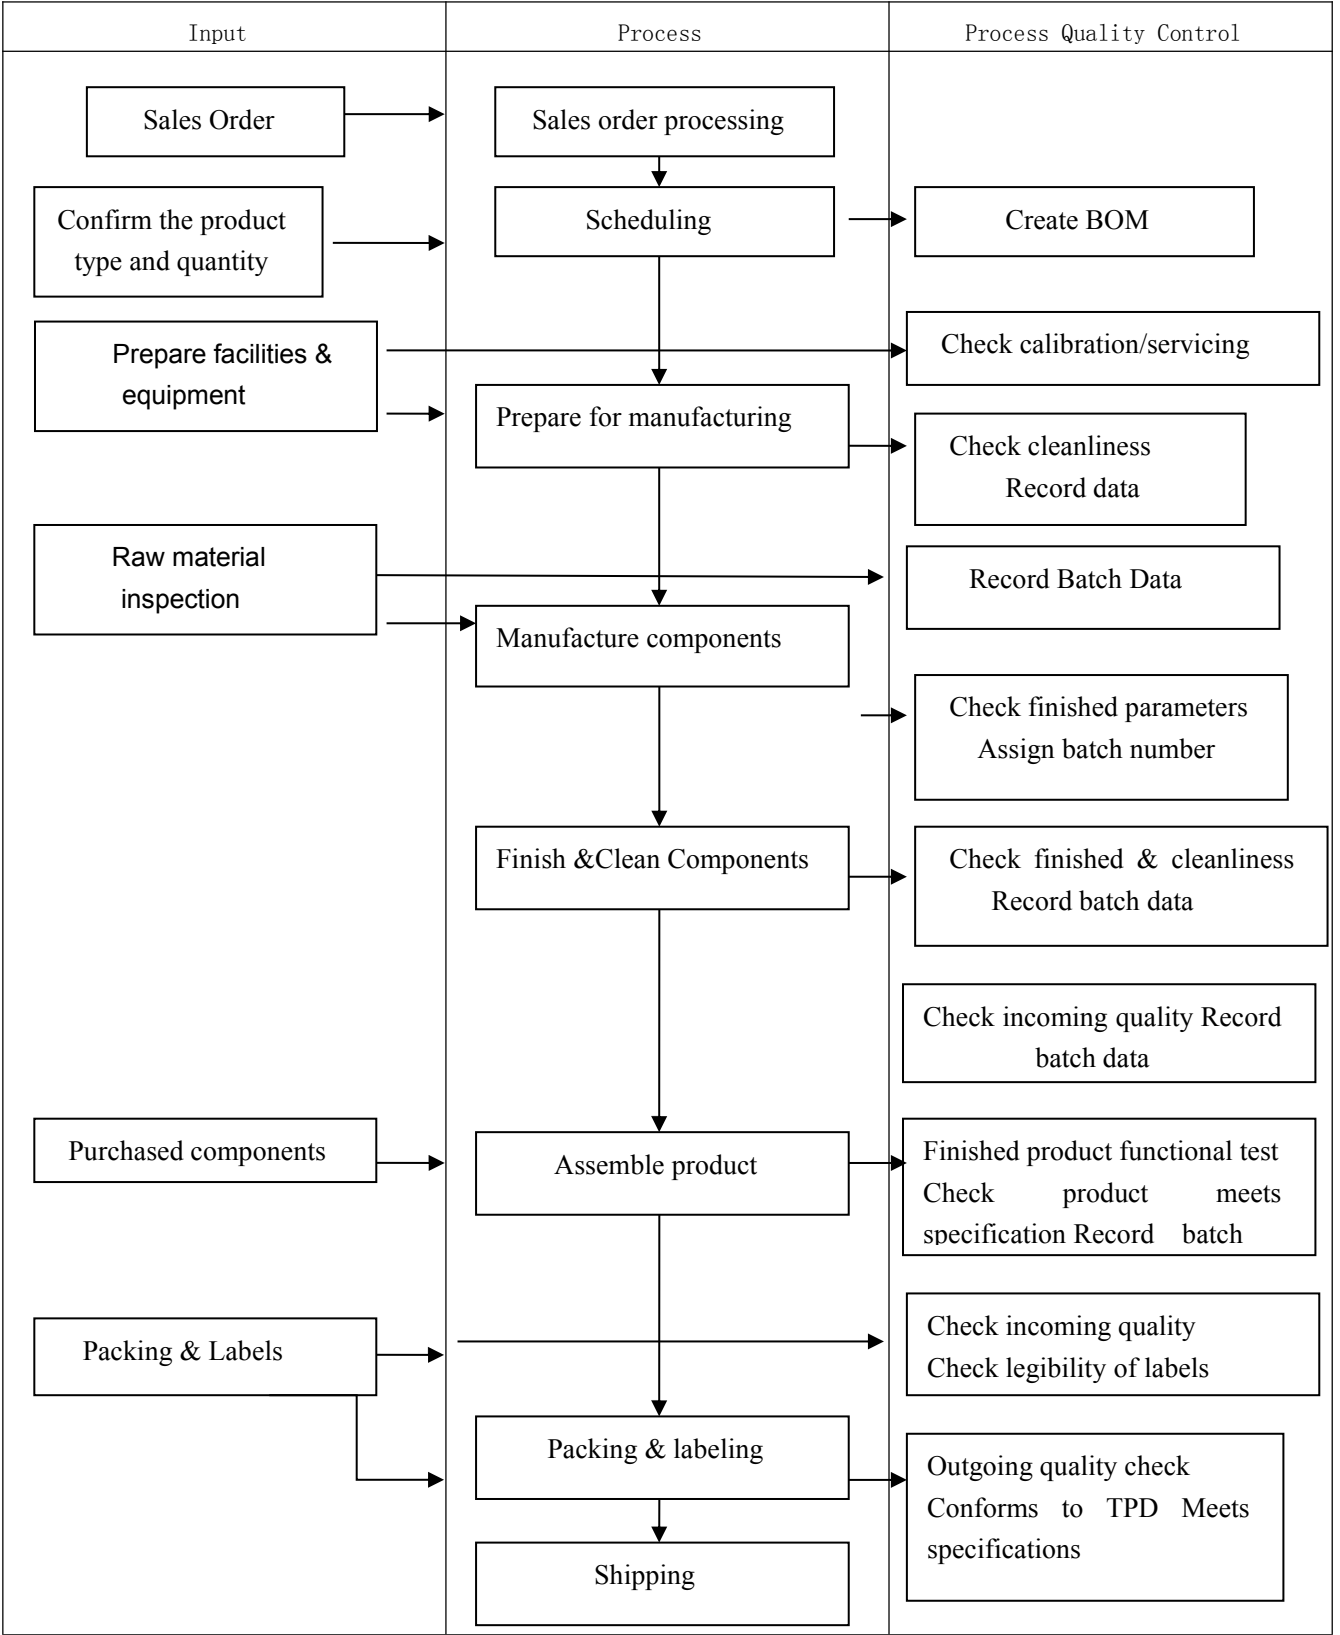 Input
Process
Process Quality Control
Sales Order
Sales order processing
Confirm the product
type and quantity
Scheduling
Create BOM
Prepare facilities &
equipment
Check calibration/servicing
Prepare for manufacturing
Check cleanliness
Record data
Raw material
inspection
Record Batch Data
Manufacture components
Check finished parameters
Assign batch number
Finish &Clean Components
Check finished & cleanliness
Record batch data
Check incoming quality Record
batch data
Purchased components
Assemble product
Finished product functional test
Check product meets
specification Record batch
Packing & Labels
Check incoming quality
Check legibility of labels
Packing & labeling
Outgoing quality check
Conforms to TPD Meets
specifications
Shipping